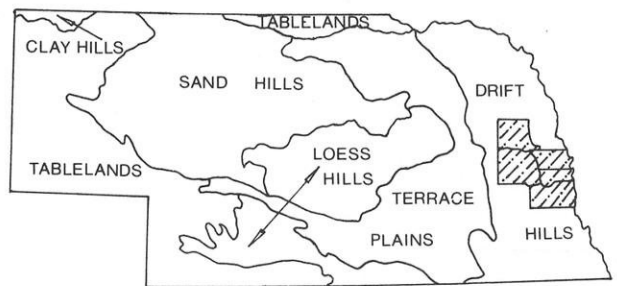 TABLELANDS
CLAY HILLS
SAND HILLS
DRIFT
LOESS
HILLS
TABLELANDS
TERRACE
PLAINS
HILLS